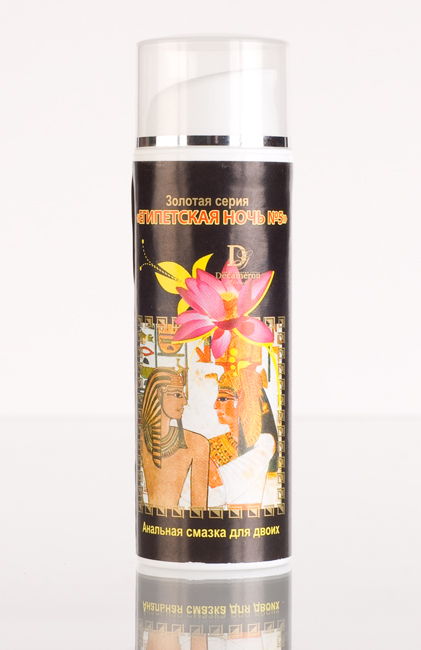 Золотая серия
«ЕГИПЕТСКАЯ НОЧЬ №5»
D
Decameron
Анальная смазка для двоих